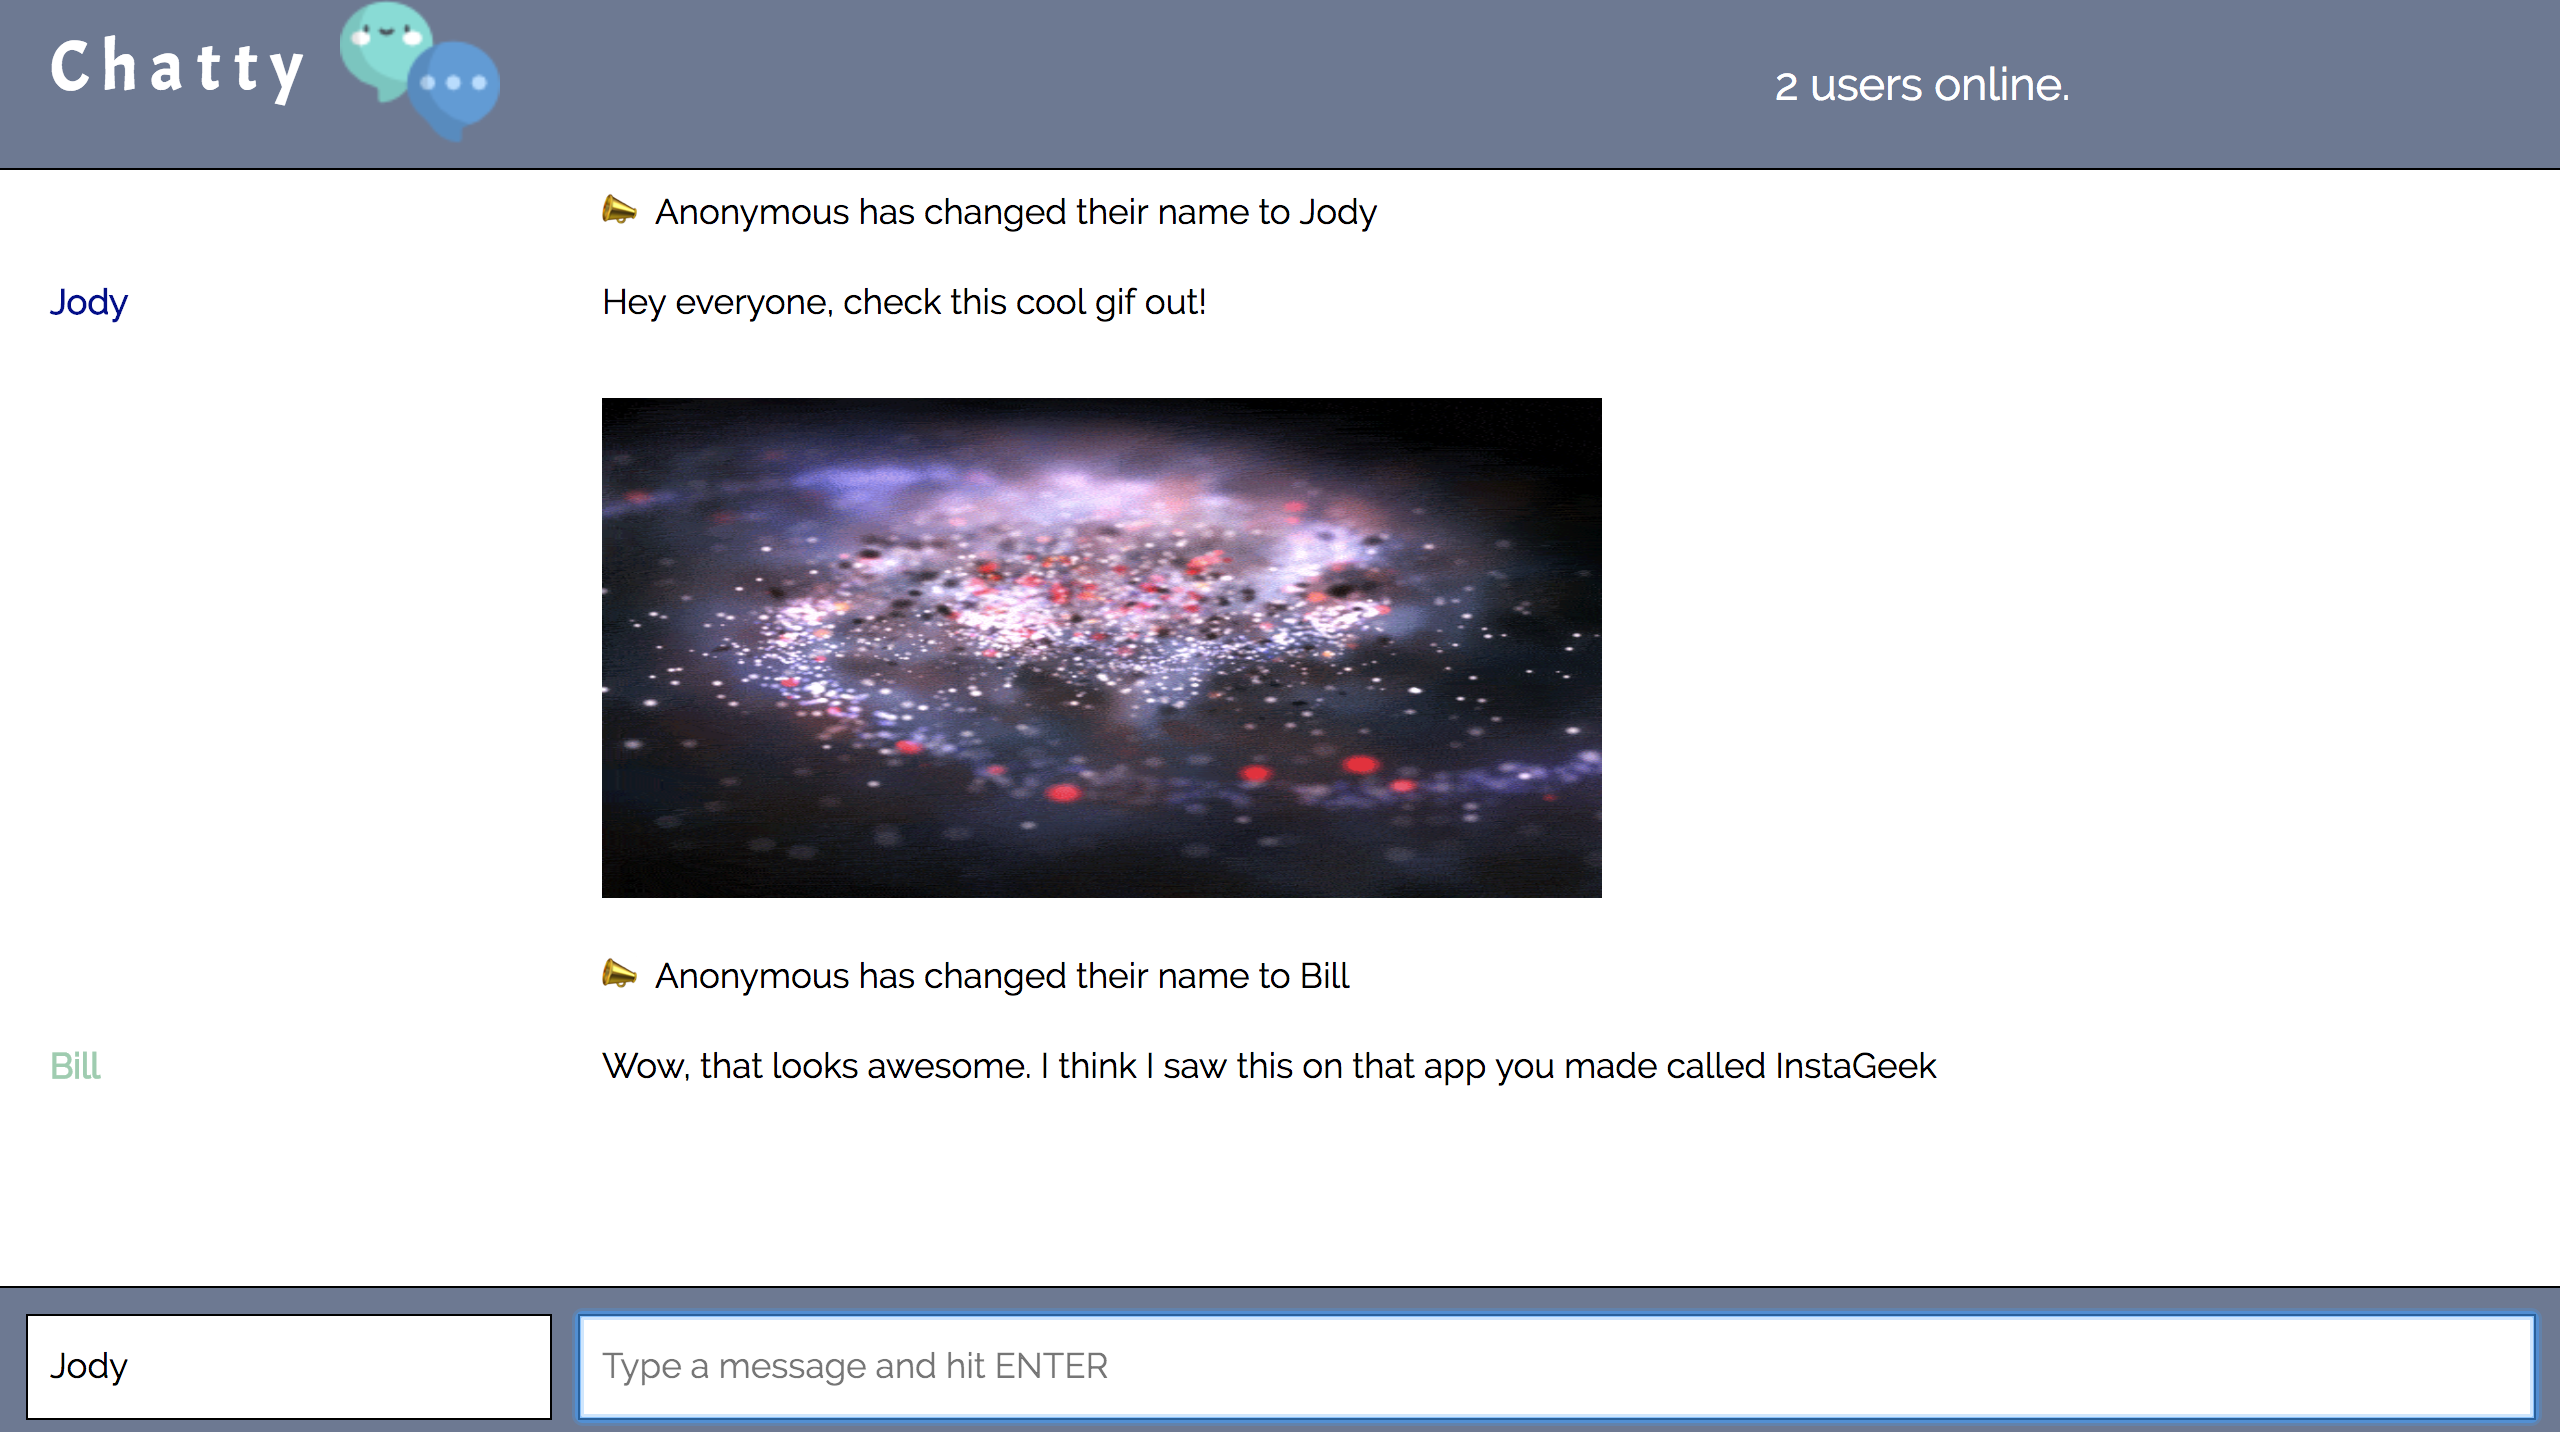 Chatty
2 users online.
Anonymous has changed their name to Jody
Jody
Hey everyone, check this cool gif out!
Anonymous has changed their name to Bill
Bill
Wow, that looks awesome. I think I saw this on that app you made called InstaGeek
Jody
Type a message and hit ENTER